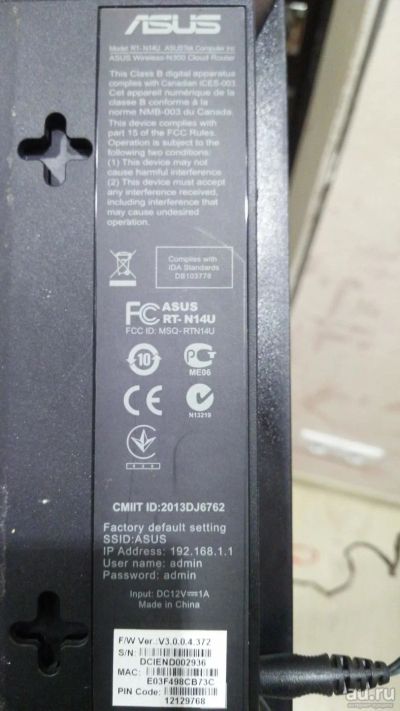 ASUS
Model: RT- N14U, ASUSTek Computer Inc
ASUS Wireless-N300 Cloud Router
This Class B digital apparatus
complies with Canadian ICES-003.
Cet appareil numérique de la
classe B conforme à la
norme NMB-003 du Canada.
This device complies with
part 15 of the FCC Rules.
Operation is subject to the
following two conditions:
(1) This device may not
cause harmful interference
(2) This device must accept
any interference received,
including interference that
may cause undesired
operation.
Complies with
IDA Standards
DB103778
FC ASUS
RT- N14U
FCC ID: MSQ-RTN14U
10
ME06
CE
N13219
CMIIT ID:2013DJ6762
Factory default setting
SSID:ASUS
IP Address: 192.168.1.1
User name: admin
Password: admin
Input: DC12V 1A
Made in China
F/W Ver.:V3.0.0.4.372
S/N:
DCIEND002936
MAC:
E03F498CB73C
PIN Code:
12129768
au.ru